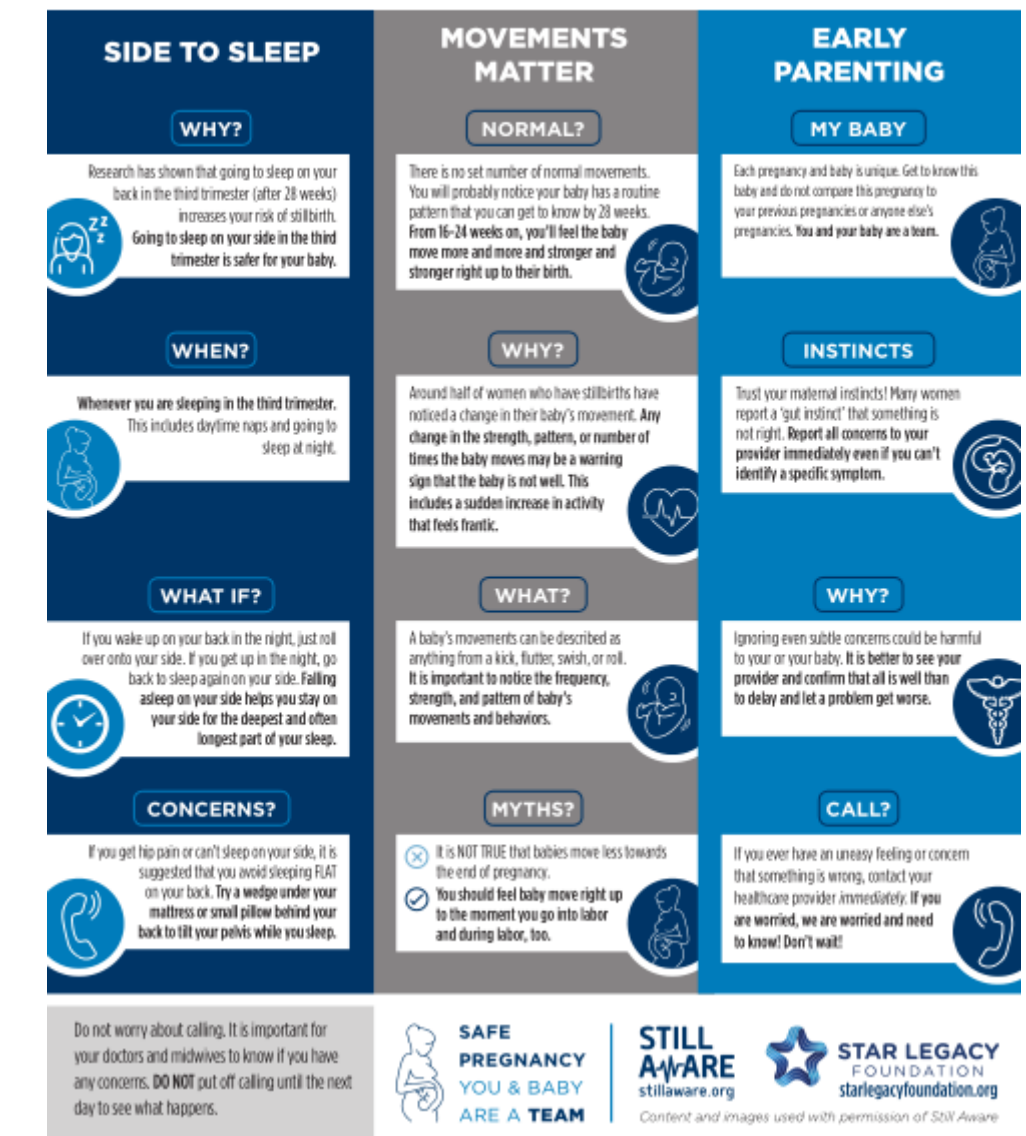 SIDE TO SLEEP
WHY?
Research has shown that going to sleep on your
back in the third trimester (after 28 weeks)
increases your risk of stillbirth.
Going to sleep on your side in the third
trimester is safer for your baby.
z z
z
WHEN?
Whenever you are sleeping in the third trimester.
This includes daytime naps and going to
sleep at night.
WHAT IF?
If you wake up on your back in the night, just roll
over onto your side. If you get up in the night, go
back to sleep again on your side. Falling
asleep on your side helps you stay on
your side for the deepest and often
longest part of your sleep.
CONCERNS?
If you get hip pain or can't sleep on your side, it is
suggested that you avoid sleeping FLAT
on your back. Try a wedge under your
mattress or small pillow behind your
back to tilt your pelvis while you sleep.
MOVEMENTS
MATTER
NORMAL?
There is no set number of normal movements.
You will probably notice your baby has a routine
pattern that you can get to know by 28 weeks.
From 16-24 weeks on, you'll feel the baby
move more and more and stronger and
stronger right up to their birth.
WHY?
Around half of women who have stillbirths have
noticed a change in their baby's movement. Any
change in the strength, pattern, or number of
times the baby moves may be a warning
sign that the baby is not well. This
includes a sudden increase in activity
that feels frantic.
WHAT?
A baby's movements can be described as
anything from a kick, flutter, swish, or roll.
It is important to notice the frequency,
strength, and pattern of baby's
movements and behaviors.
MYTHS?
It is NOT TRUE that babies move less towards
the end of pregnancy.
You should feel baby move right up
to the moment you go into labor
and during labor, too.
EARLY
PARENTING
MY BABY
Each pregnancy and baby is unique. Get to know this
baby and do not compare this pregnancy to
your previous pregnancies or anyone else's
pregnancies. You and your baby are a team.
INSTINCTS
Trust your maternal instincts! Many women
report a 'gut instinct' that something is
not right. Report all concerns to your
provider immediately even if you can't
identify a specific symptom.
WHY?
Ignoring even subtle concerns could be harmful
to your or your baby. It is better to see your
provider and confirm that all is well than
to delay and let a problem get worse.
CALL?
If you ever have an uneasy feeling or concern
that something is wrong, contact your
healthcare provider immediately. If you
are worried, we are worried and need
to know! Don't wait!
Do not worry about calling. It is important for
your doctors and midwives to know if you have
any concerns. DO NOT put off calling until the next
day to see what happens.
SAFE
PREGNANCY
YOU & BABY
ARE A TEAM
STILL
AWARE
stillaware.org
STAR LEGACY
FOUNDATION
starlegacyfoundation.org
Content and images used with permission of Still Aware